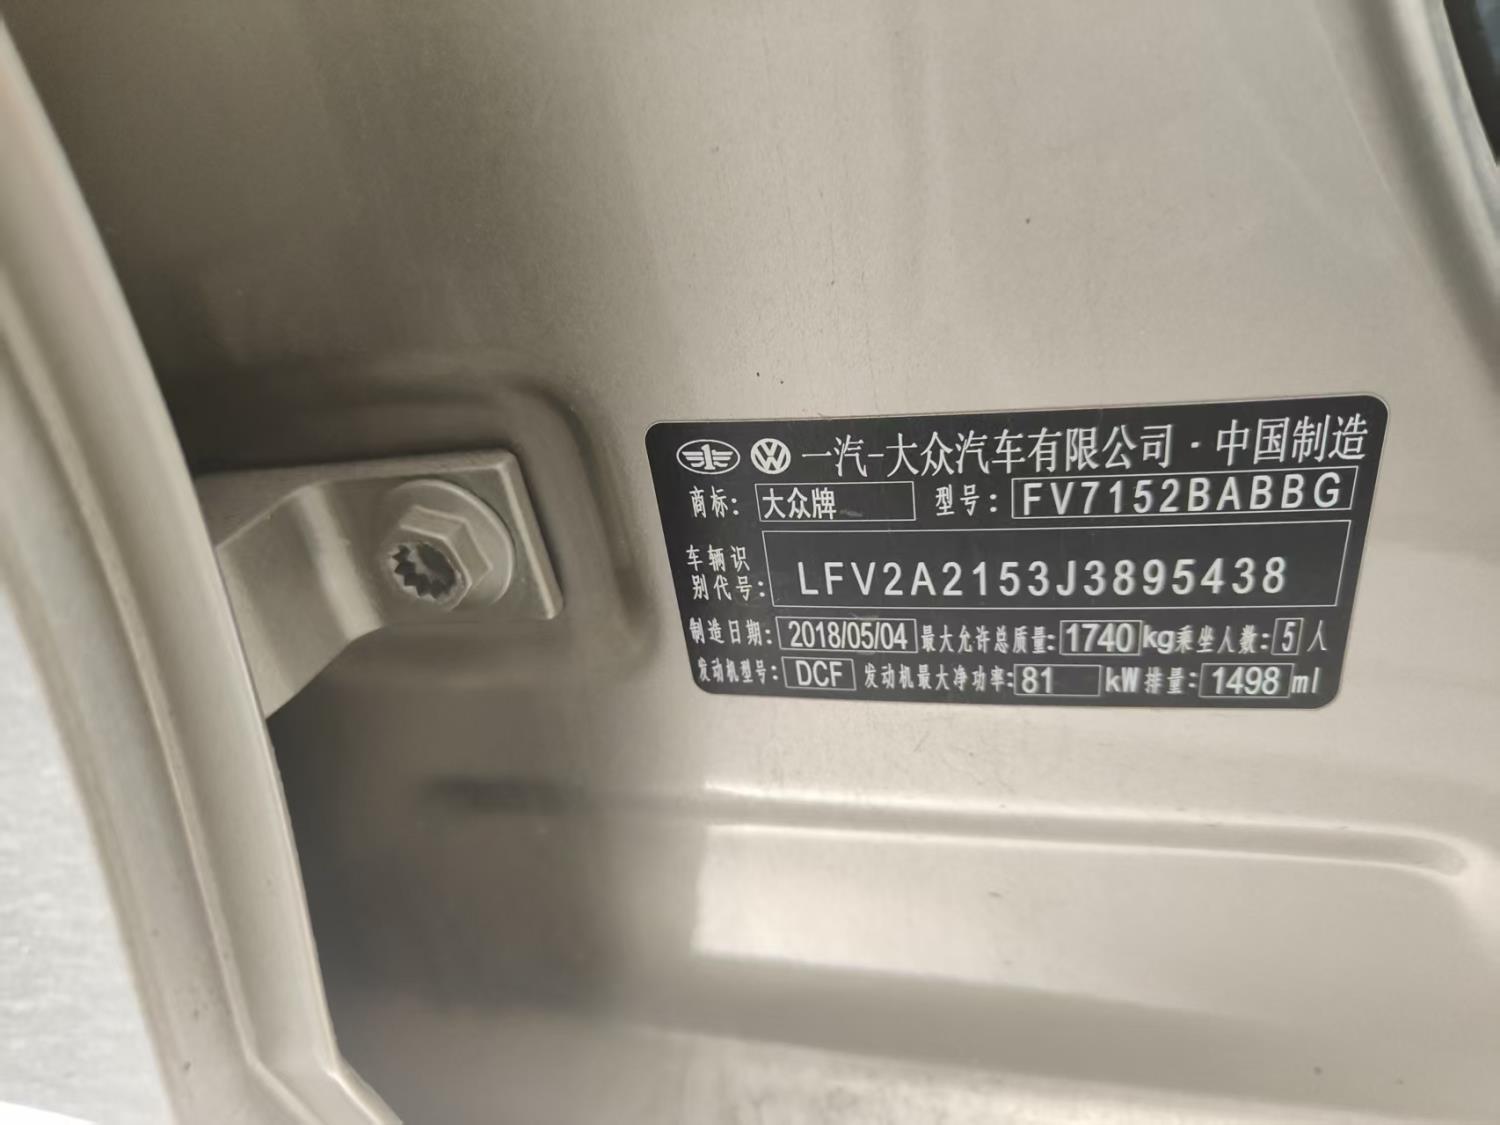 一汽-大众汽车有限公司·中国制造
商标: 大众牌 型号: FV7152BABBG
车辆识别代号: LFV2A2153J3895438
制造日期: 2018/05/04 最大允许总质量: 1740 kg 乘坐人数: 5 人
发动机型号: DCF 发动机最大净功率: 81 kW 排量: 1498 ml